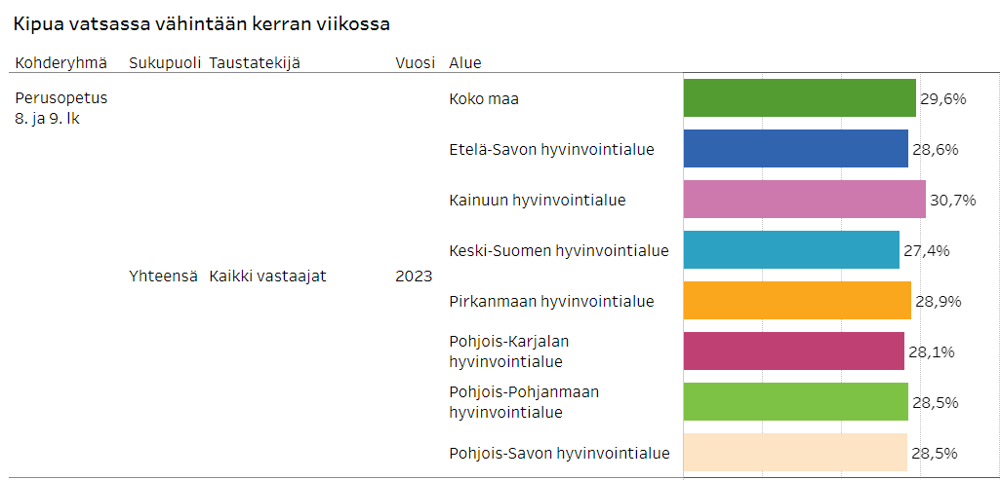 Kipua vatsassa vähintään kerran viikossa
Kohderyhmä Sukupuoli Taustatekijä Vuosi Alue
Perusopetus
8. ja 9. lk
Koko maa 29,6%
Etelä-Savon hyvinvointialue 28,6%
Kainuun hyvinvointialue 30,7%
Keski-Suomen hyvinvointialue 27,4%
Yhteensä Kaikki vastaajat 2023
Pirkanmaan hyvinvointialue 28,9%
Pohjois-Karjalan
hyvinvointialue 28,1%
Pohjois-Pohjanmaan
hyvinvointialue 28,5%
Pohjois-Savon hyvinvointialue 28,5%